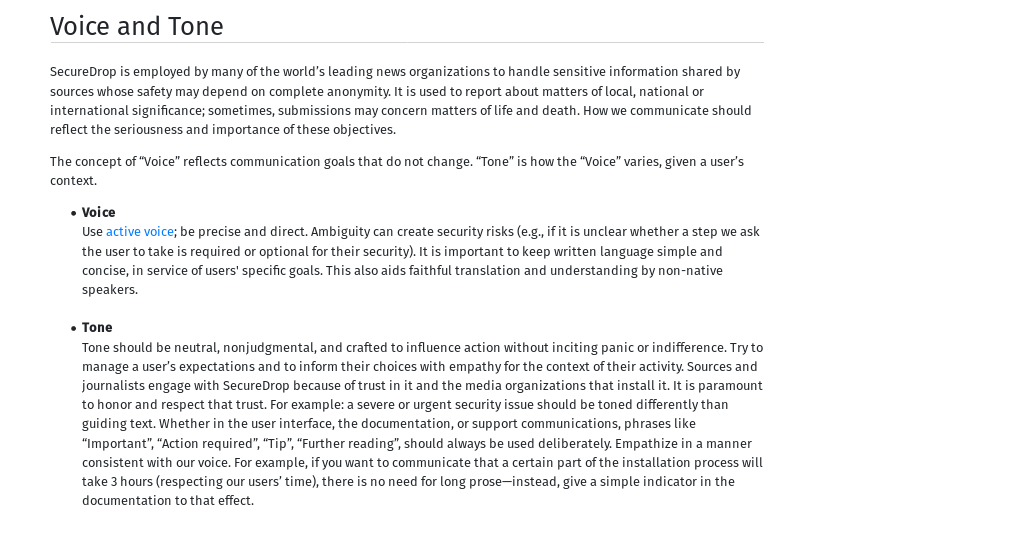 Voice and Tone
SecureDrop is employed by many of the world’s leading news organizations to handle sensitive information shared by
sources whose safety may depend on complete anonymity. It is used to report about matters of local, national or
international significance; sometimes, submissions may concern matters of life and death. How we communicate should
reflect the seriousness and importance of these objectives.
The concept of “Voice” reflects communication goals that do not change. “Tone” is how the “Voice” varies, given a user’s
context.
• Voice
Use active voice; be precise and direct. Ambiguity can create security risks (e.g., if it is unclear whether a step we ask
the user to take is required or optional for their security). It is important to keep written language simple and
concise, in service of users' specific goals. This also aids faithful translation and understanding by non-native
speakers.
• Tone
Tone should be neutral, nonjudgmental, and crafted to influence action without inciting panic or indifference. Try to
manage a user’s expectations and to inform their choices with empathy for the context of their activity. Sources and
journalists engage with SecureDrop because of trust in it and the media organizations that install it. It is paramount
to honor and respect that trust. For example: a severe or urgent security issue should be toned differently than
guiding text. Whether in the user interface, the documentation, or support communications, phrases like
“Important”, “Action required”, “Tip”, “Further reading”, should always be used deliberately. Empathize in a manner
consistent with our voice. For example, if you want to communicate that a certain part of the installation process will
take 3 hours (respecting our users’ time), there is no need for long prose—instead, give a simple indicator in the
documentation to that effect.